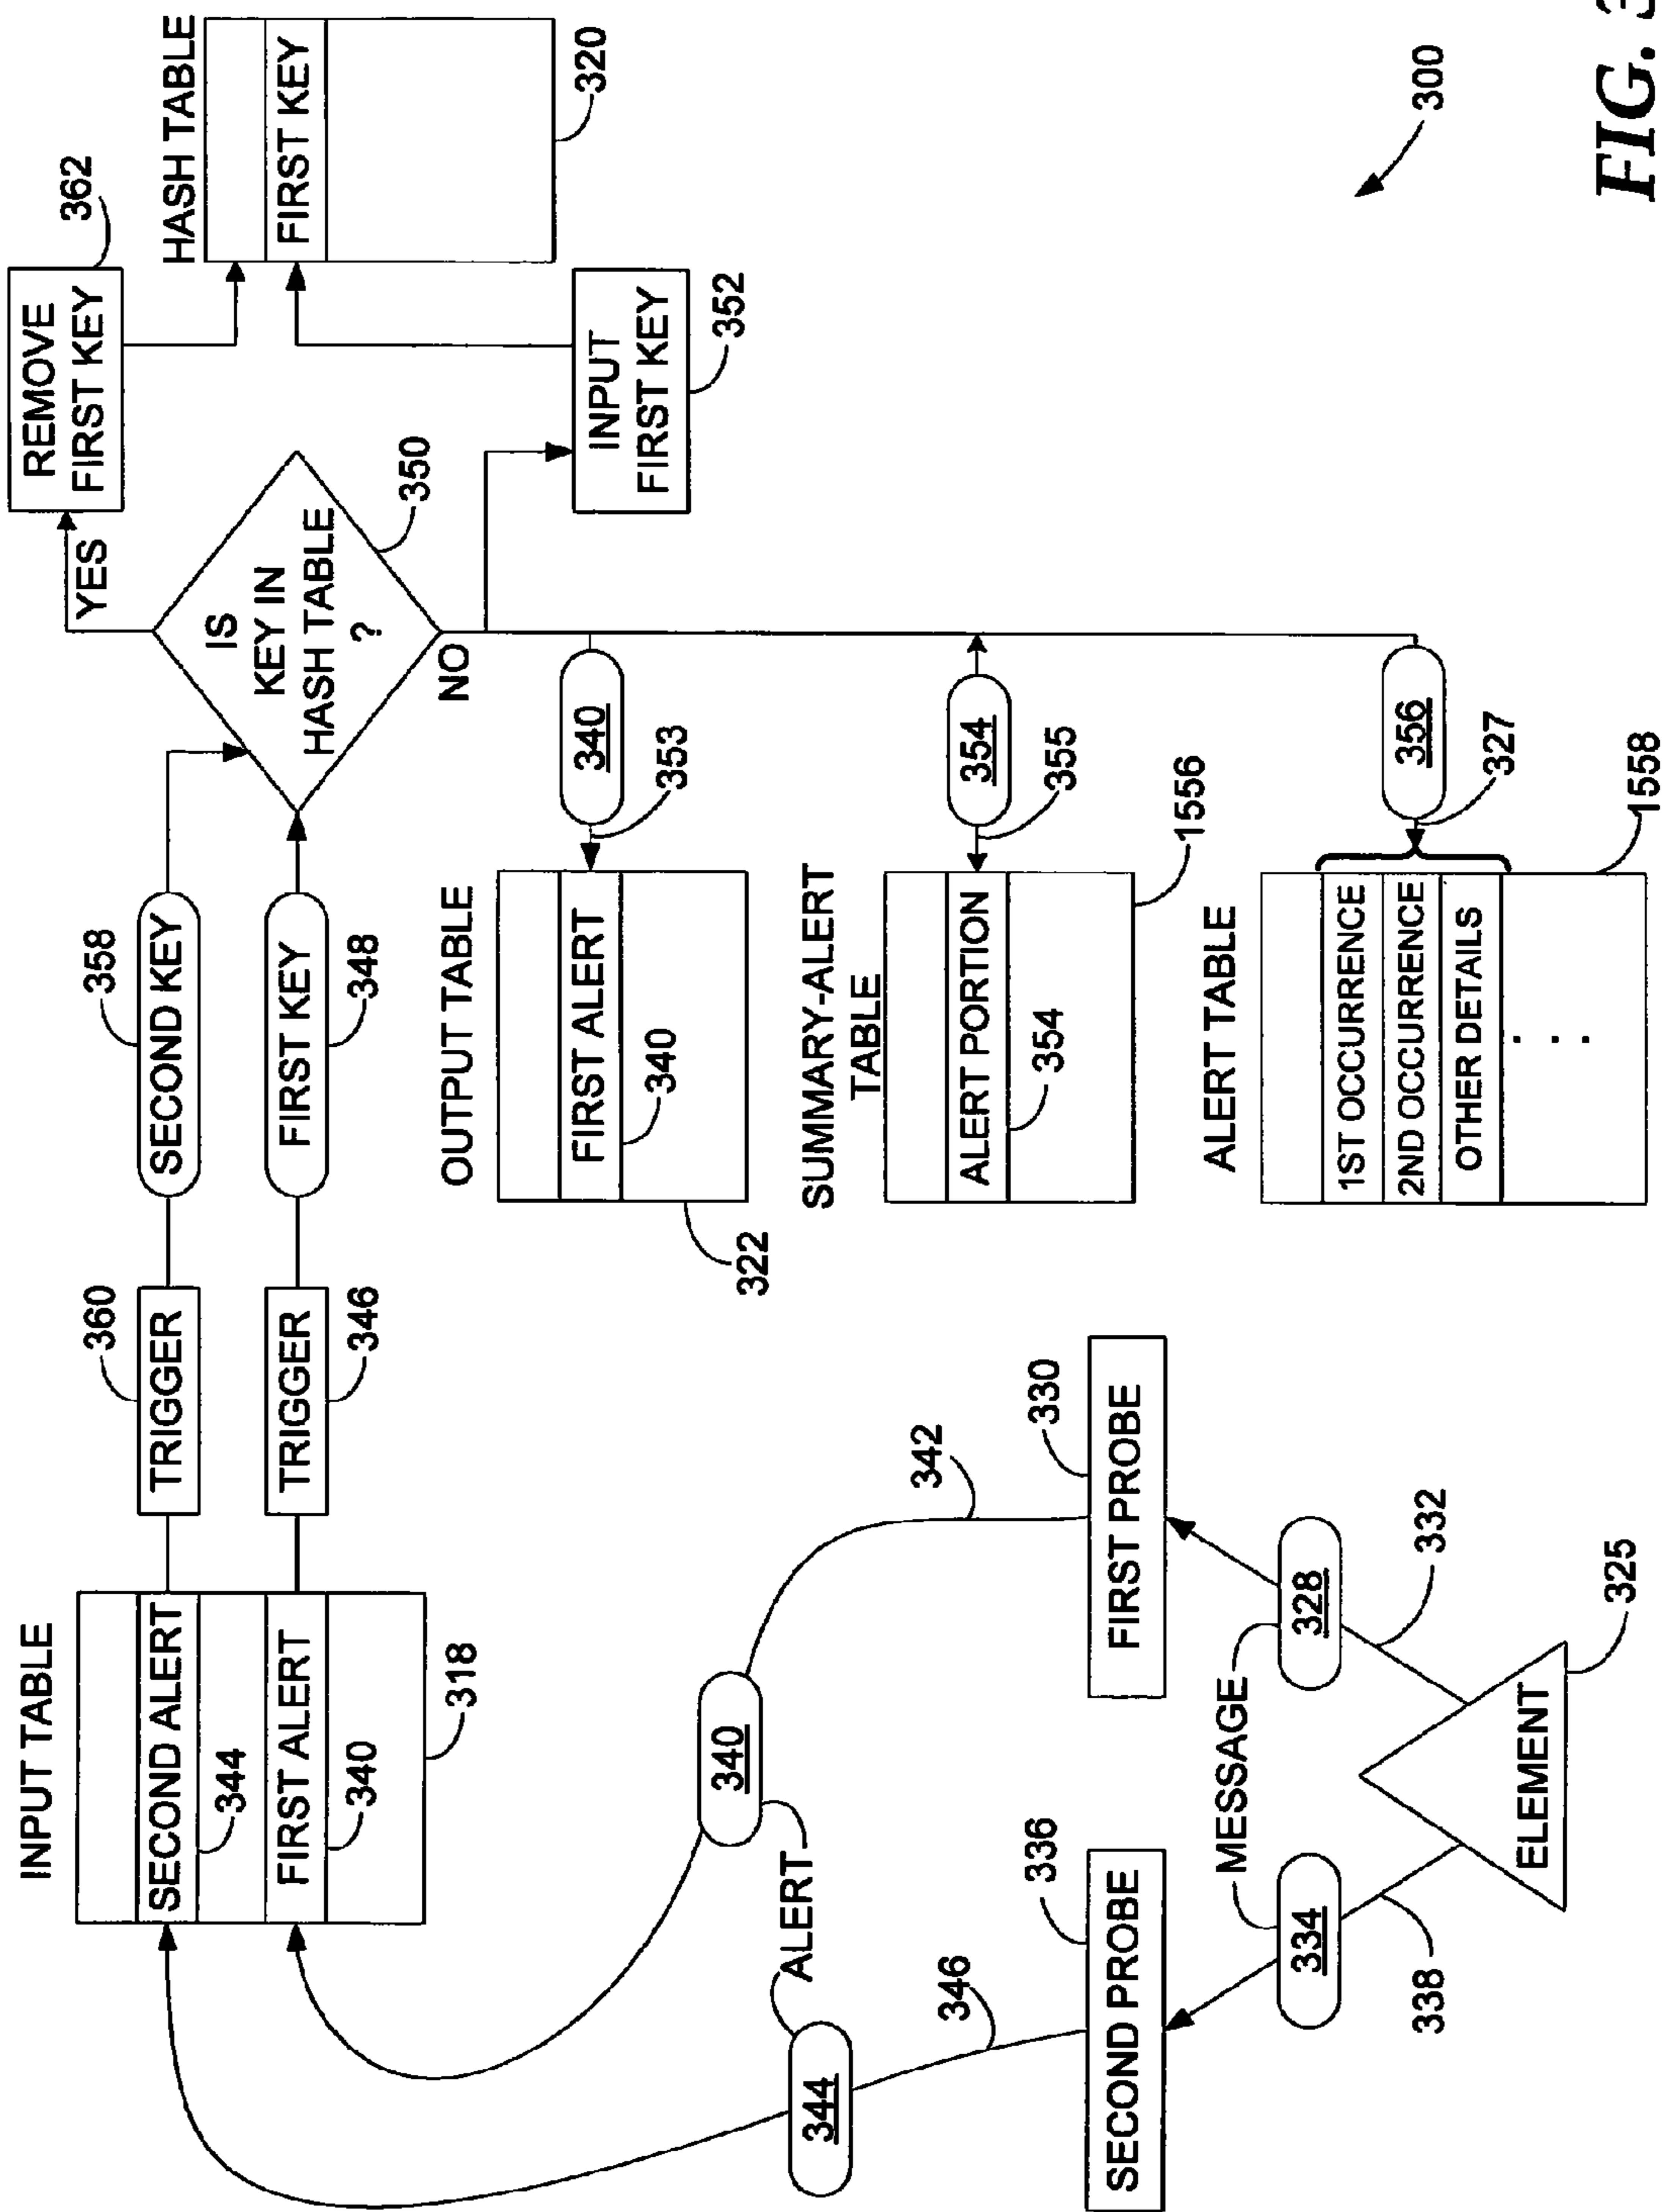 INPUT TABLE
SECOND ALERT
344
FIRST ALERT
340
318
360
TRIGGER
TRIGGER
346
358
SECOND KEY
FIRST KEY
348
IS
KEY IN
HASH TABLE
?
350
YES
NO
REMOVE
FIRST KEY
362
HASH TABLE
FIRST KEY
320
INPUT
FIRST KEY
352
OUTPUT TABLE
FIRST ALERT
340
322
340
353
SUMMARY-ALERT
TABLE
ALERT PORTION
354
1556
354
355
ALERT TABLE
1ST OCCURRENCE
2ND OCCURRENCE
OTHER DETAILS
. . .
1558
356
327
344
ALERT
340
346
342
336
SECOND PROBE
330
FIRST PROBE
334
MESSAGE
328
338
332
ELEMENT
325
300
FIG. 3